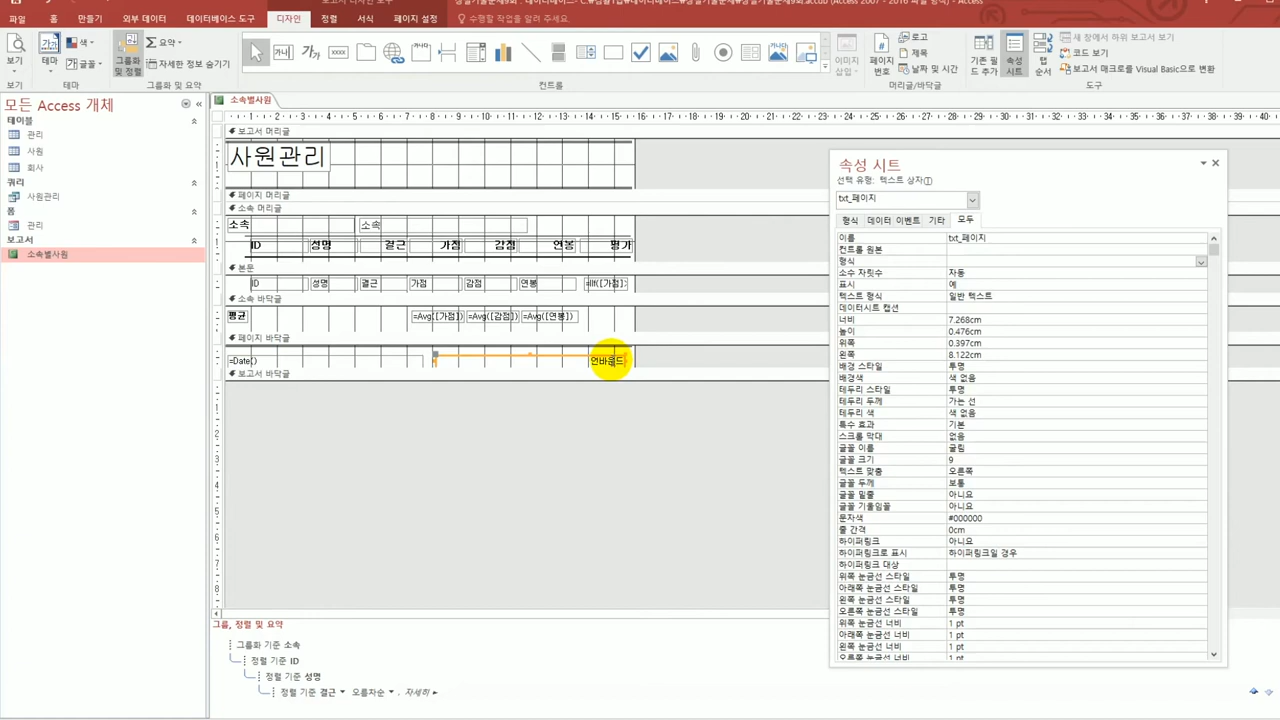 파일 홈 만들기 외부 데이터 데이터베이스 도구 디자인 정렬 서식 페이지 설정 수행할 작업을 알려 주세요.
보고서 디자인 도구
보기
테마
색
글꼴
그룹화 및 정렬
요약
자세한 정보 숨기기
이미지 삽입
페이지 번호
로고
제목
날짜 및 시간
기존 필드 추가
속성 시트
탭 순서
새 창에서 하위 보고서 보기
코드 보기
보고서 매크로를 Visual Basic으로 변환
보기 테마 그룹화 및 요약 컨트롤 머리글/바닥글 도구
모든 Access 개체
테이블
관리
사원
회사
쿼리
사원관리
폼
관리
보고서
소속별사원
소속별사원
보고서 머리글
사원관리
페이지 머리글
소속 머리글
소속 소속
ID 성명 결근 가점 감점 연봉 평가
본문
ID 성명 결근 가점 감점 연봉 =IIf([가점]>
소속 바닥글
평균 =Avg([가점]) =Avg([감점]) =Avg([연봉])
페이지 바닥글
=Date() 언바운드
보고서 바닥글
그룹, 정렬 및 요약
그룹화 기준 소속
정렬 기준 ID
정렬 기준 성명
정렬 기준 결근 오름차순 , 자세히
속성 시트
선택 유형: 텍스트 상자(T)
txt_페이지
형식 데이터 이벤트 기타 모두
이름 txt_페이지
컨트롤 원본
형식
소수 자릿수 자동
표시 예
텍스트 형식 일반 텍스트
데이터시트 캡션
너비 7.268cm
높이 0.476cm
위쪽 0.397cm
왼쪽 8.122cm
배경 스타일 투명
배경색 색 없음
테두리 스타일 투명
테두리 두께 가는 선
테두리 색 색 없음
특수 효과 기본
스크롤 막대 없음
글꼴 이름 굴림
글꼴 크기 9
텍스트 맞춤 오른쪽
글꼴 두께 보통
글꼴 밑줄 아니요
글꼴 기울임꼴 아니요
문자색 #000000
줄 간격 0cm
하이퍼링크 아니요
하이퍼링크로 표시 하이퍼링크일 경우
하이퍼링크 대상
위쪽 눈금선 스타일 투명
아래쪽 눈금선 스타일 투명
왼쪽 눈금선 스타일 투명
오른쪽 눈금선 스타일 투명
위쪽 눈금선 너비 1 pt
아래쪽 눈금선 너비 1 pt
왼쪽 눈금선 너비 1 pt
오른쪽 눈금선 너비 1 pt